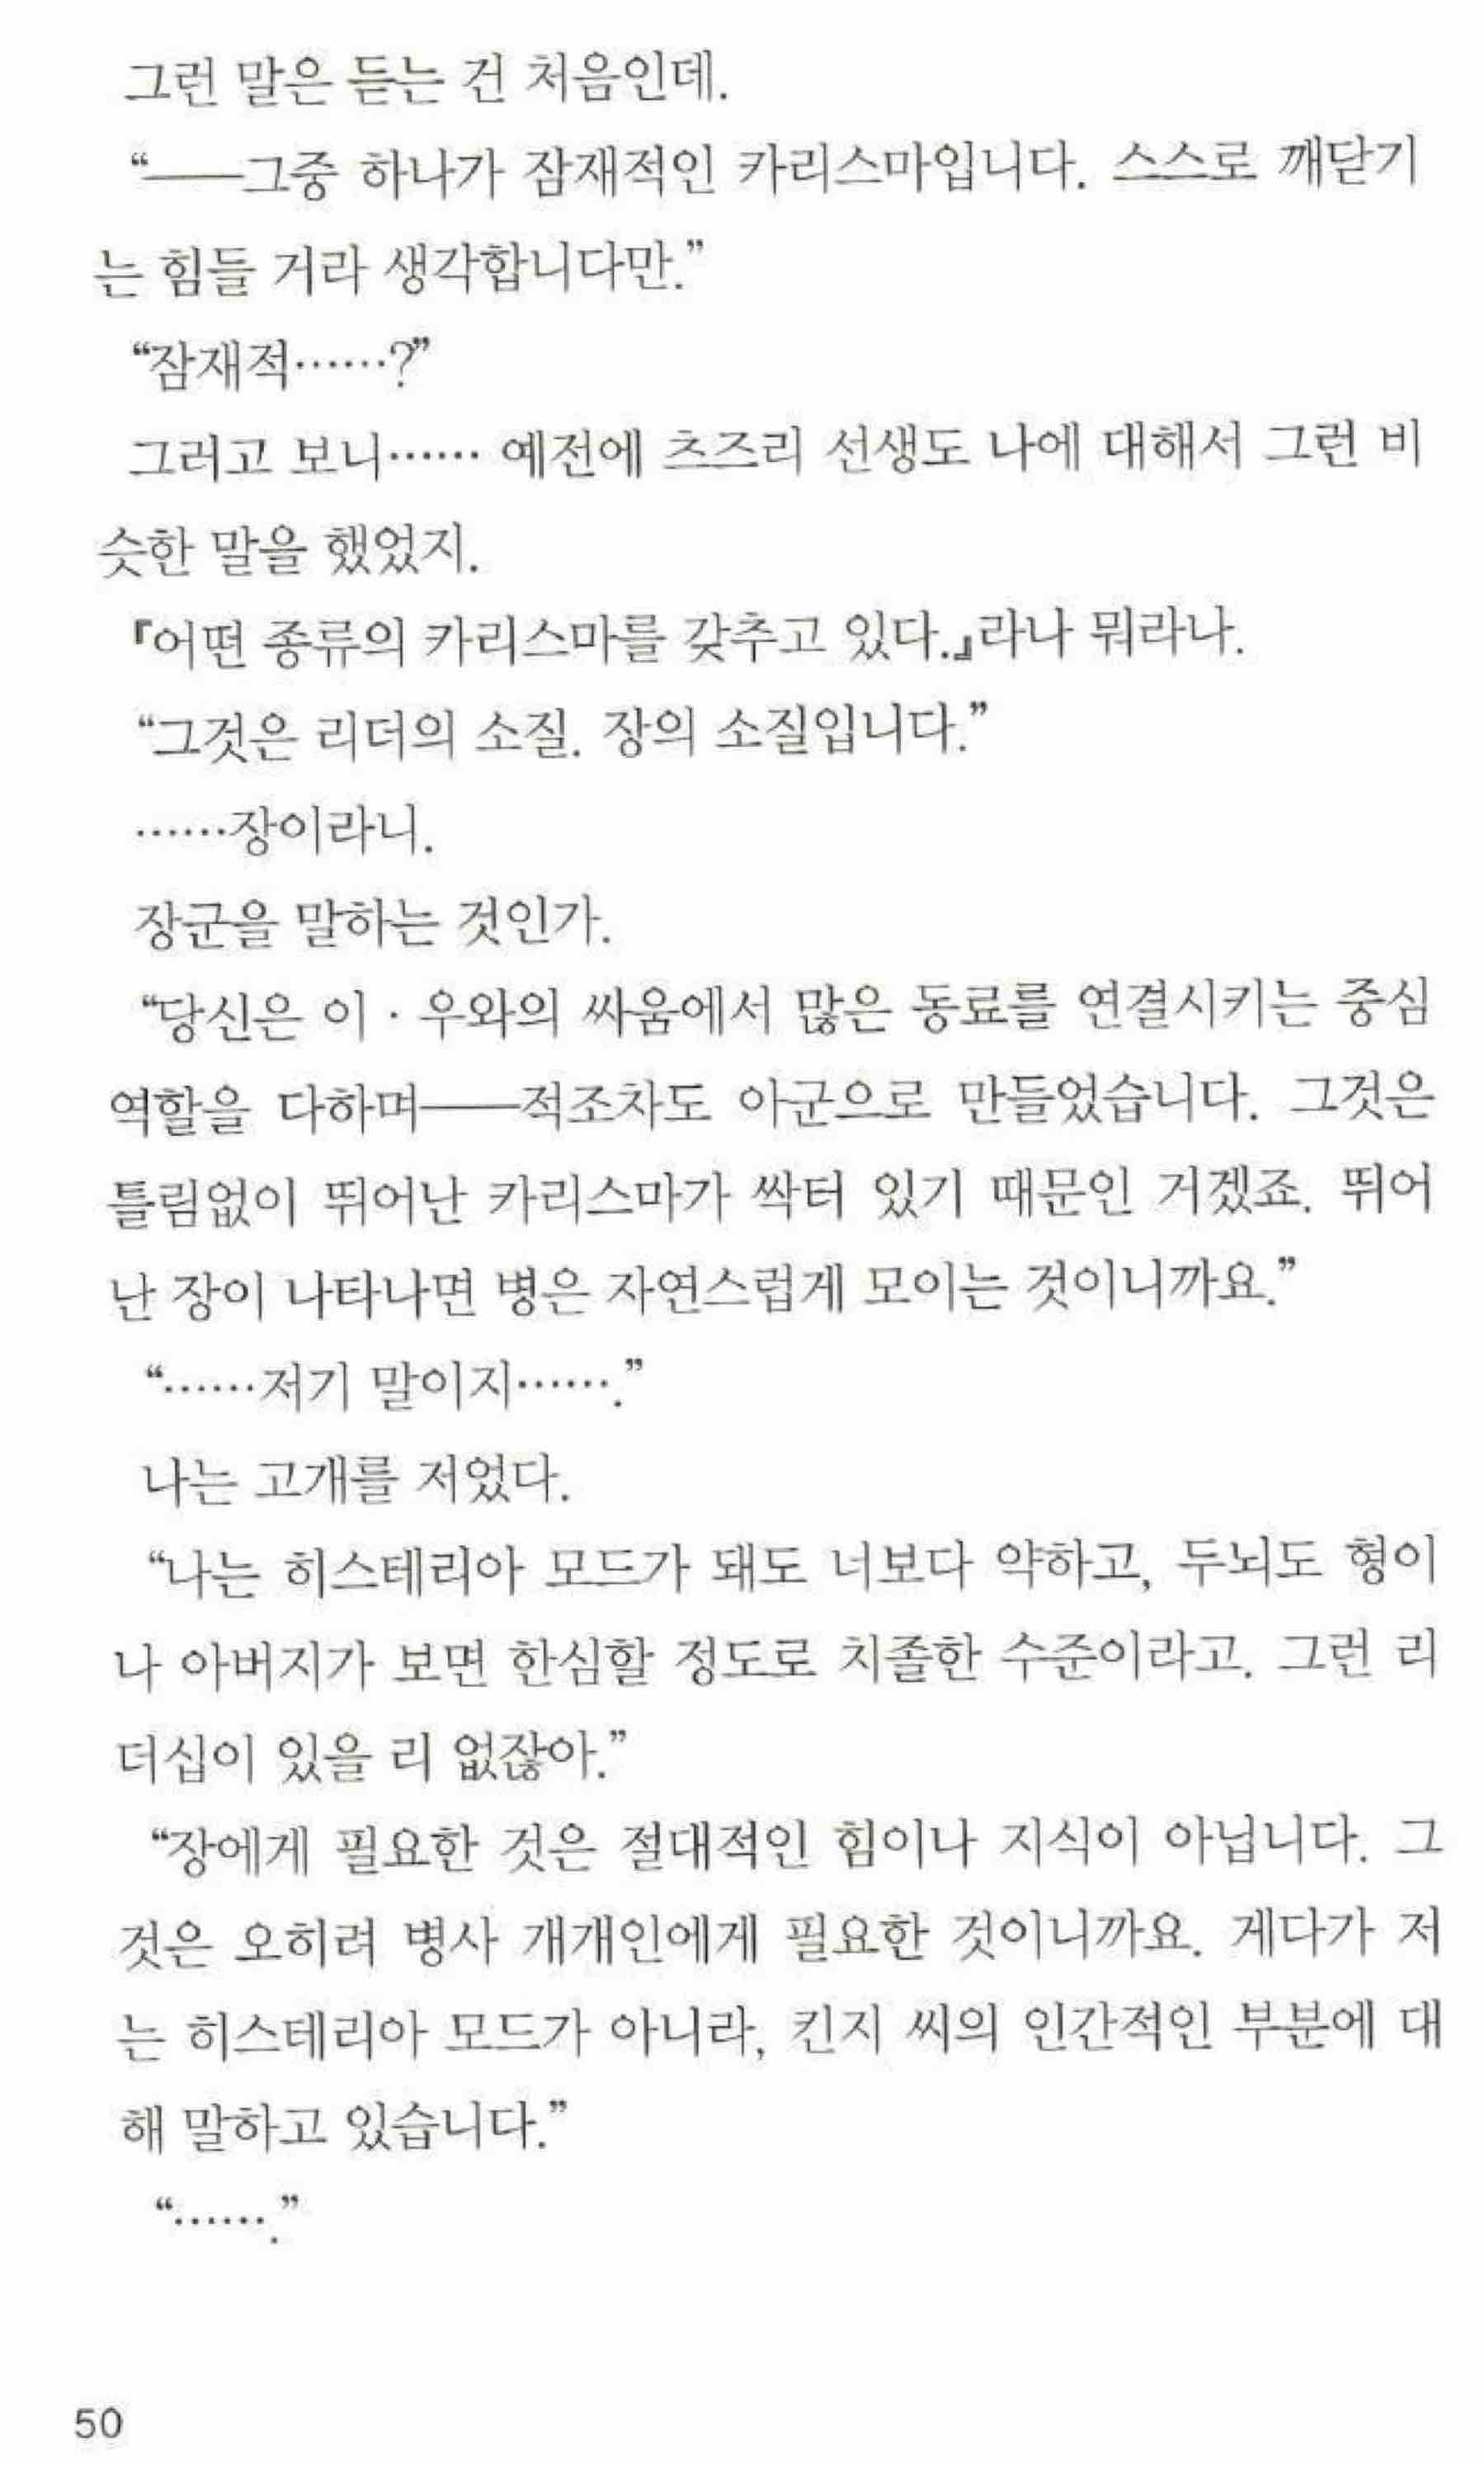 그런 말은 듣는 건 처음인데.
“──그중 하나가 잠재적인 카리스마입니다. 스스로 깨닫기
는 힘들 거라 생각합니다만.”
“잠재적……?”
그러고 보니…… 예전에 츠즈리 선생도 나에 대해서 그런 비
슷한 말을 했었지.
『어떤 종류의 카리스마를 갖추고 있다.』라나 뭐라나.
“그것은 리더의 소질. 장의 소질입니다.”
……장이라니.
장군을 말하는 것인가.
“당신은 이·우와의 싸움에서 많은 동료를 연결시키는 중심
역할을 다하며──적조차도 아군으로 만들었습니다. 그것은
틀림없이 뛰어난 카리스마가 싹터 있기 때문인 거겠죠. 뛰어
난 장이 나타나면 병은 자연스럽게 모이는 것이니까요.”
“……저기 말이지…….”
나는 고개를 저었다.
“나는 히스테리아 모드가 돼도 너보다 약하고, 두뇌도 형이
나 아버지가 보면 한심할 정도로 치졸한 수준이라고. 그런 리
더십이 있을 리 없잖아.”
“장에게 필요한 것은 절대적인 힘이나 지식이 아닙니다. 그
것은 오히려 병사 개개인에게 필요한 것이니까요. 게다가 저
는 히스테리아 모드가 아니라, 킨지 씨의 인간적인 부분에 대
해 말하고 있습니다.”
“…….”
50